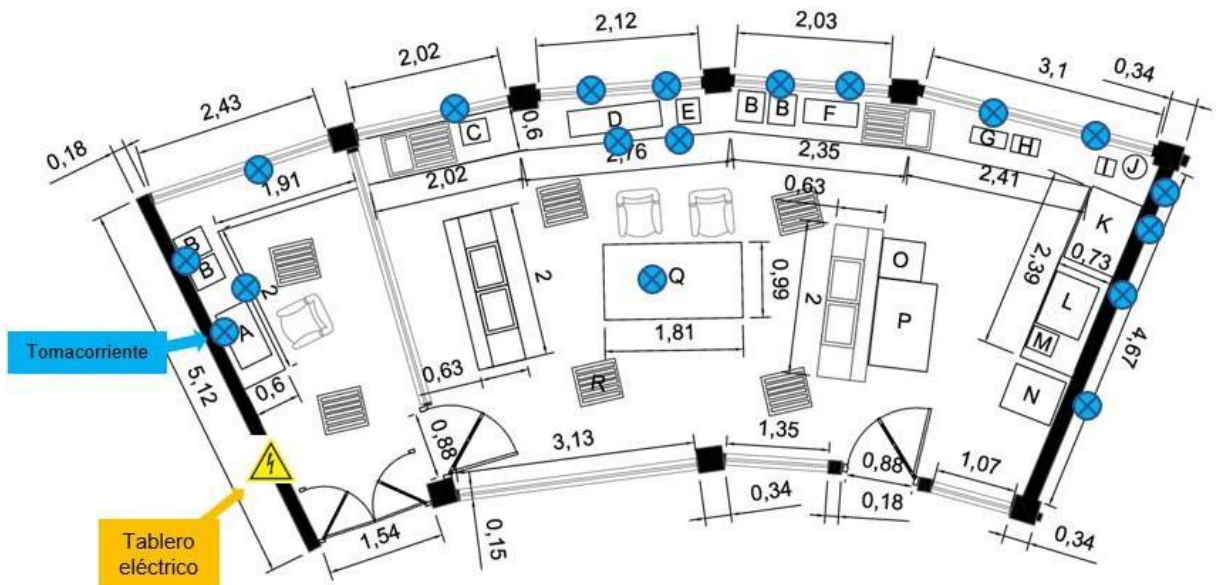 2,12
2,03
2,02
3,1
0,34
2,43
0,18
C
0,6
D
E
B
B
F
G
H
I
J
1,91
2,02
2,76
2,35
2,41
0,63
B
B
2
A
K
0,73
2,39
L
M
N
4,67
O
P
2
2
Q
0,99
1,81
R
0,63
Tomacorriente
5,12
0,6
0,88
3,13
1,35
0,88
1,07
0,34
0,18
0,34
Tablero
eléctrico
1,54
0,15